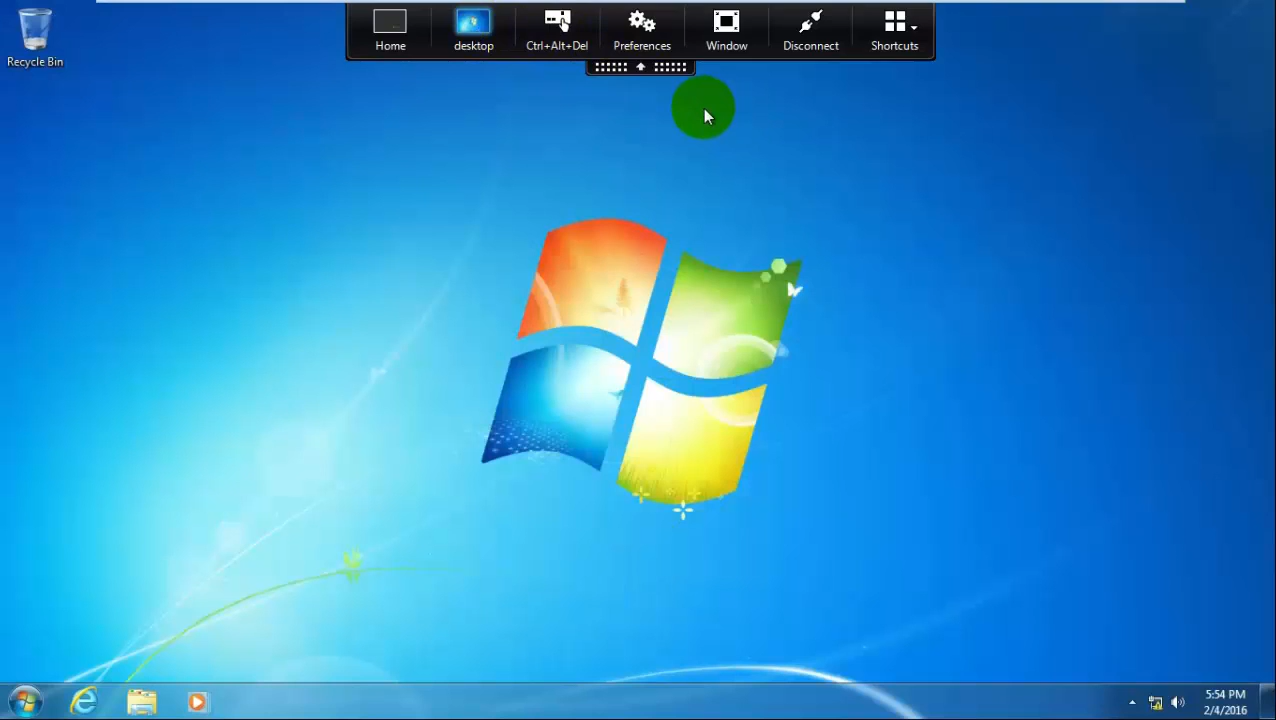 Home desktop Ctrl+Alt+Del Preferences Window Disconnect Shortcuts
Recycle Bin
5:54 PM
2/4/2016